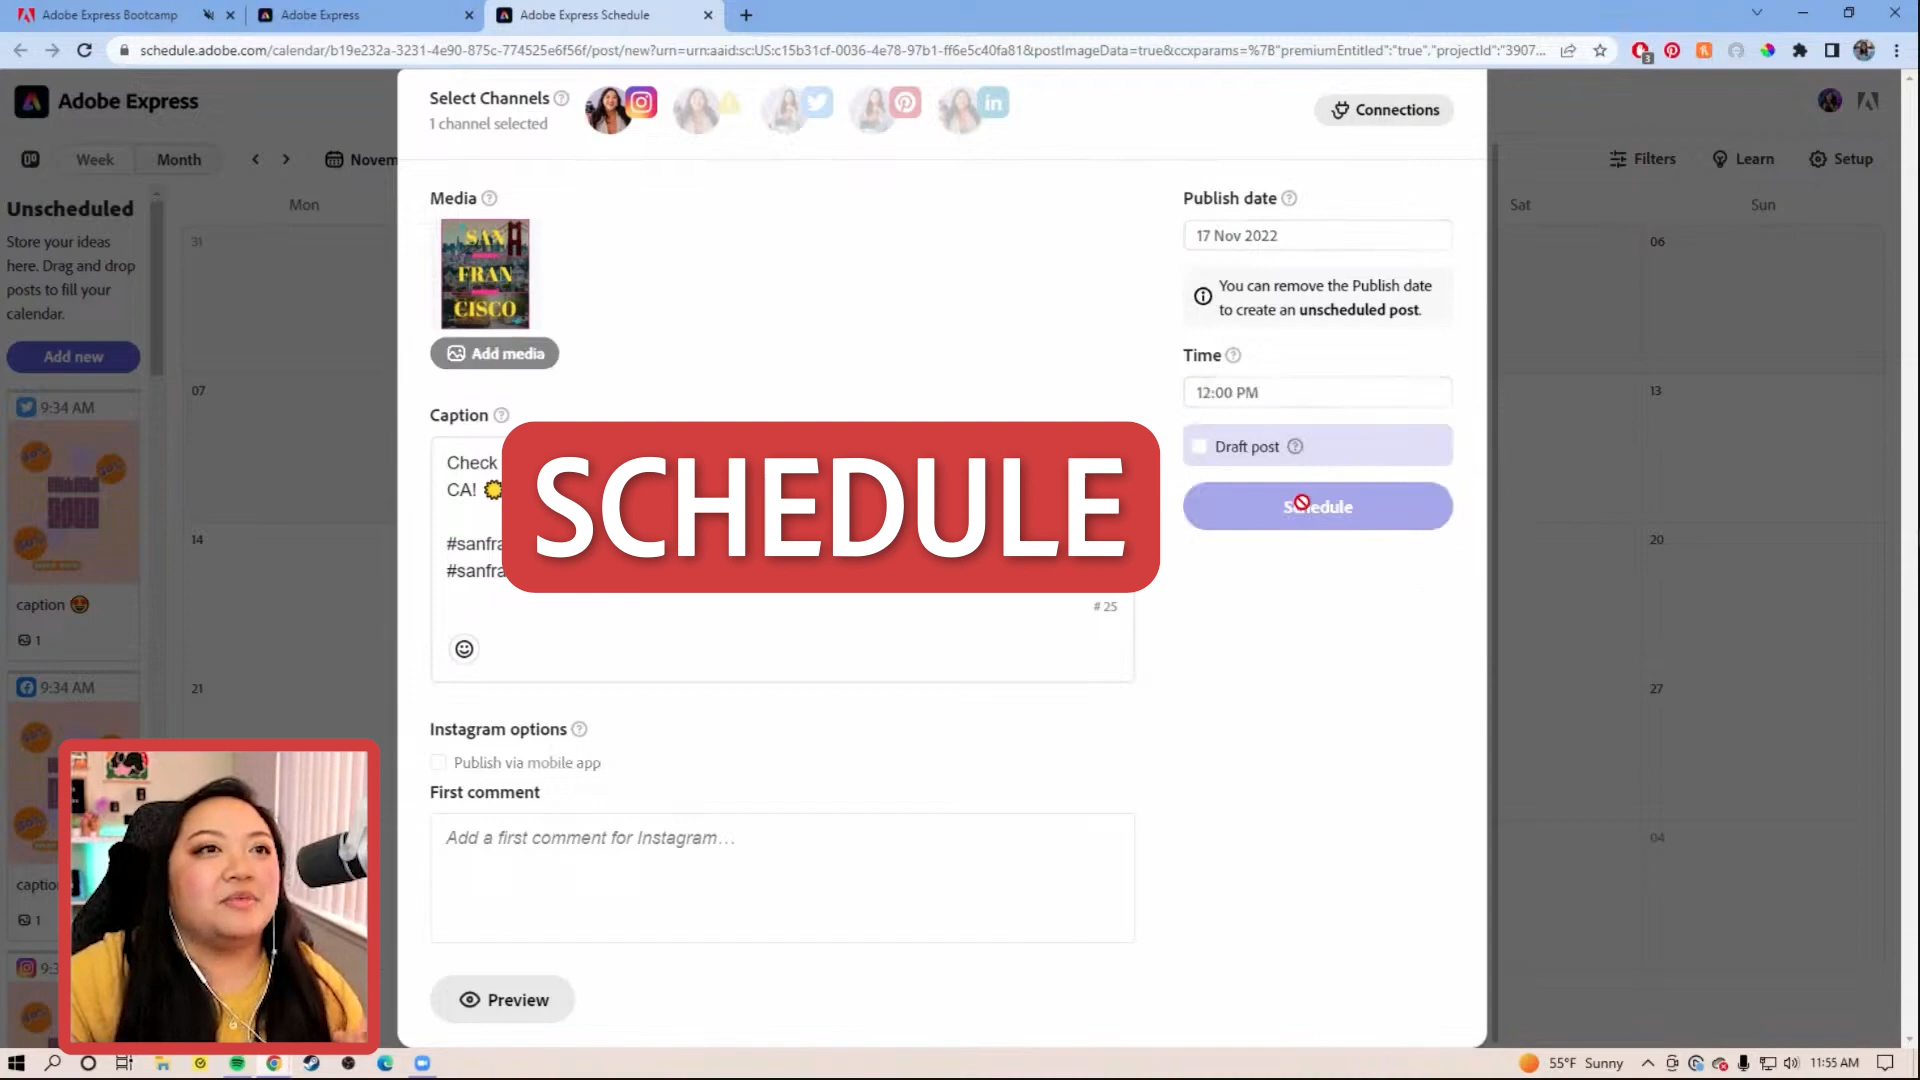 Adobe Express Bootcamp
Adobe Express
Adobe Express Schedule
schedule.adobe.com/calendar/b19e232a-3231-4e90-875c-774525e6f56f/post/new?urn=urn:aaid:sc:US:c15b31cf-0036-4e78-97b1-ff6e5c40fa81&postImageData=true&ccxparams=%7B"premiumEntitled":"true","projectId":"3907...
3
Adobe Express
Select Channels
1 channel selected
Connections
Week
Month
Novem
Filters
Learn
Setup
Unscheduled
Store your ideas
here. Drag and drop
posts to fill your
calendar.
Add new
9:34 AM
caption 🤩
1
9:34 AM
captio
1
9:3
Mon
Sat
Sun
31
07
14
21
06
13
20
27
04
Media
SAN
FRAN
CISCO
Add media
Caption
Check
CA!
#sanfra
#sanfra
# 25
SCHEDULE
Instagram options
Publish via mobile app
First comment
Add a first comment for Instagram…
Preview
Publish date
17 Nov 2022
You can remove the Publish date
to create an unscheduled post.
Time
12:00 PM
Draft post
Schedule
55°F Sunny
11:55 AM